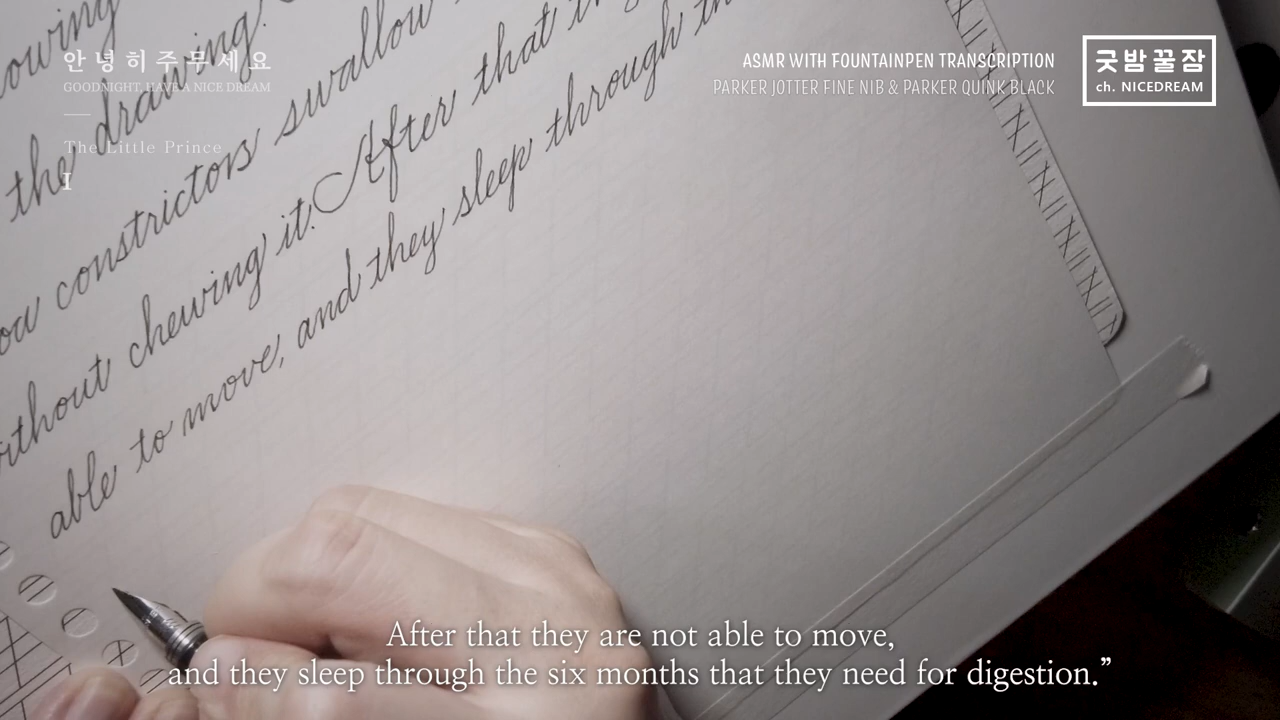 안녕히주무세요
GOODNIGHT, HAVE A NICE DREAM
The Little Prince
I
ASMR WITH FOUNTAINPEN TRANSCRIPTION
PARKER JOTTER FINE NIB & PARKER QUINK BLACK
굿밤꿀잠
ch. NICEDREAM
the drawing.
constrictors swallow
without chewing it. After that th
able to move, and they sleep through th
After that they are not able to move,
and they sleep through the six months that they need for digestion.”